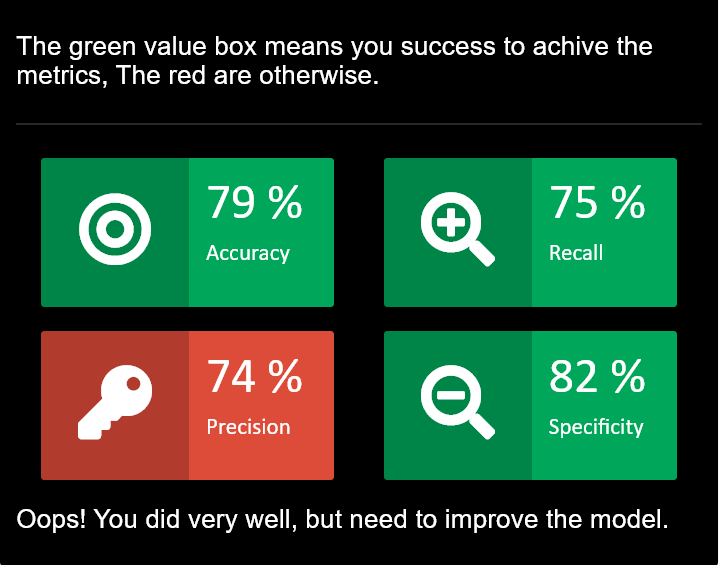 The green value box means you success to achive the
metrics, The red are otherwise.
79 %
Accuracy
75 %
Recall
74 %
Precision
82 %
Specificity
Oops! You did very well, but need to improve the model.